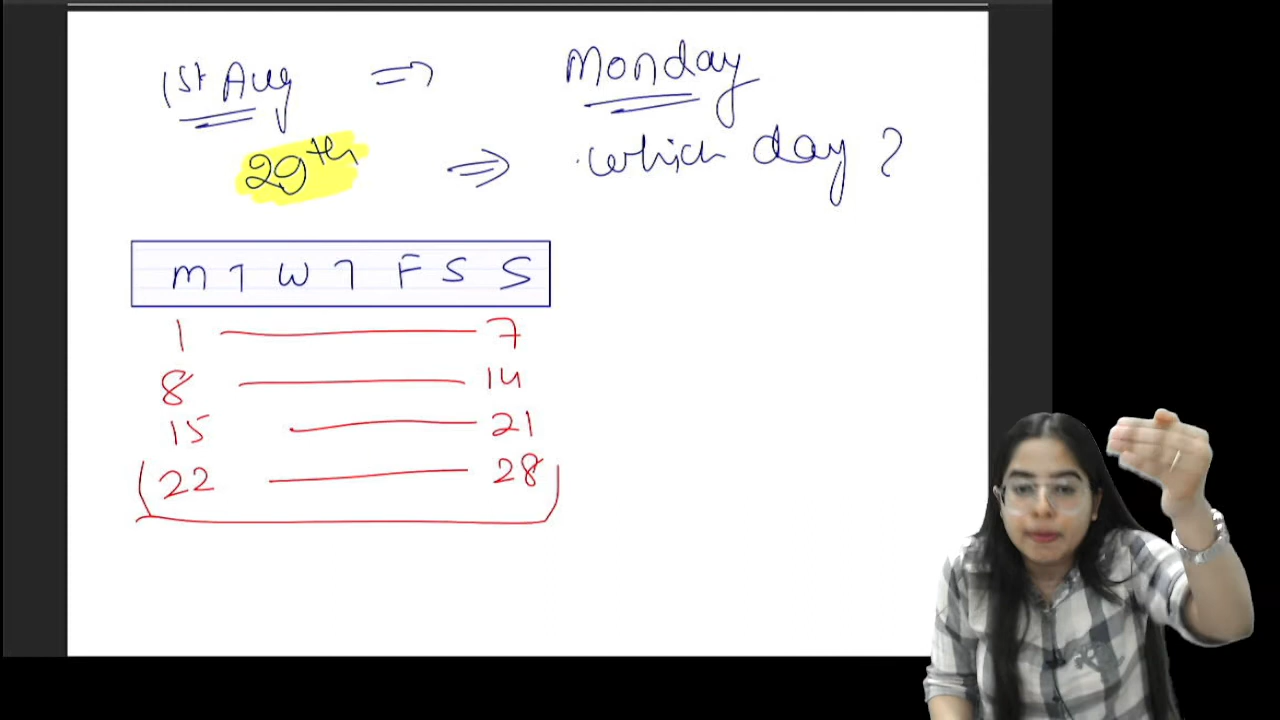 1st Aug ⇒ Monday
29th ⇒ which day ?
M T W T F S S
1 — 7
8 — 14
15 — 21
22 — 28